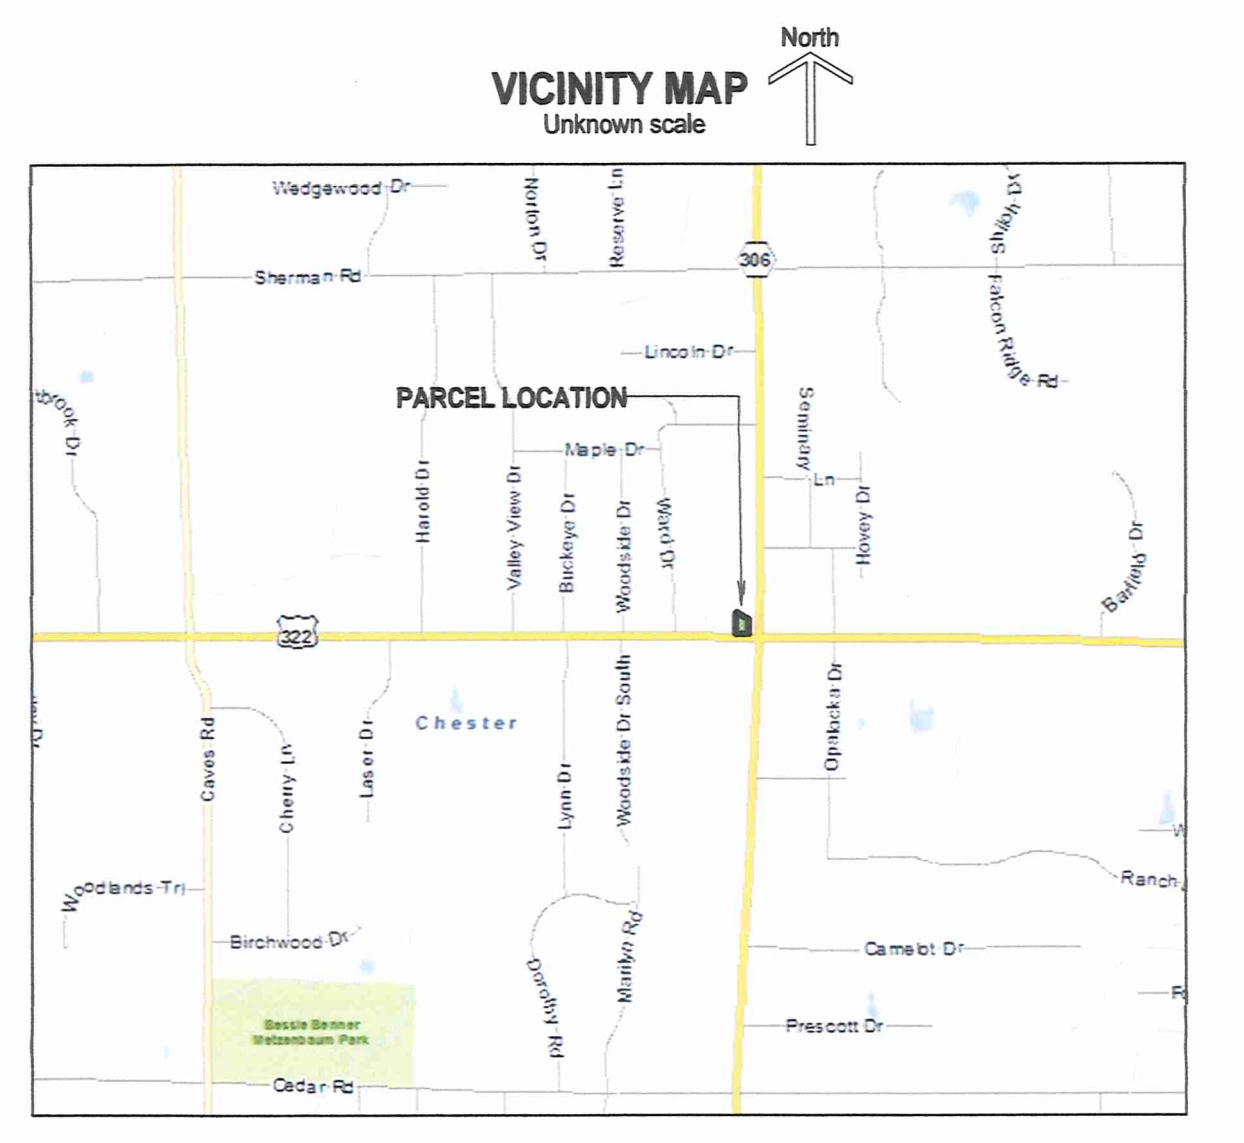 North
VICINITY MAP
Unknown scale
Wedgewood Dr
Norton Dr
Reserve Ln
Shiloh Dr
306
Sherman Rd
Falcon Ridge Rd
Lincoln Dr
tbrook Dr
PARCEL LOCATION
Seminary
Ln
Maple Dr
Harold Dr
Valley View Dr
Buckeye Dr
Woodside Dr
Ward Dr
Hovey Dr
Barfield Dr
322
Caves Rd
Cherry Ln
Laser Dr
Chester
Lynn Dr
Woodside Dr South
Opalocka Dr
W
Woodlands Trl
Ranch
Birchwood Dr
Dorothy Rd
Marilyn Rd
Camelot Dr
R
Bessie Benner
Metzenbaum Park
Prescott Dr
Cedar Rd